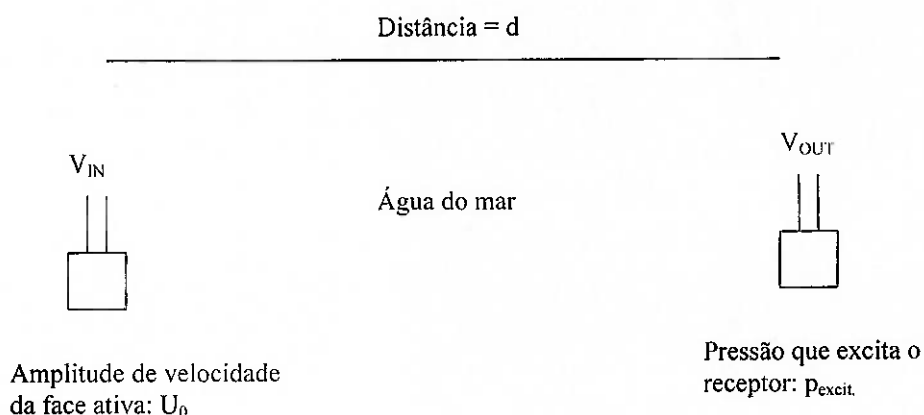 Distância = d
V_IN
V_OUT
Água do mar
Amplitude de velocidade
da face ativa: U₀
Pressão que excita o
receptor: p_excit.